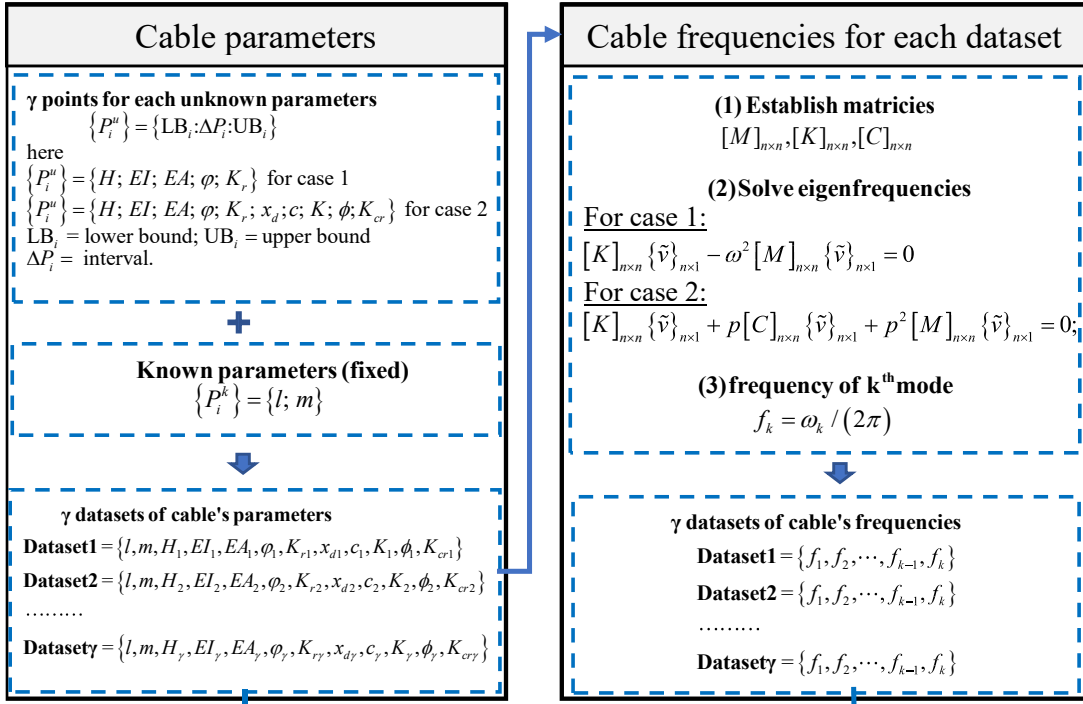 Cable parameters
γ points for each unknown parameters
{P_i^u} = {LB_i:ΔP_i:UB_i}
here
{P_i^u} = {H; EI; EA; φ; K_r} for case 1
{P_i^u} = {H; EI; EA; φ; K_r; x_d; c; K; ϕ; K_cr} for case 2
LB_i = lower bound; UB_i = upper bound
ΔP_i = interval.
+
Known parameters (fixed)
{P_i^k} = {l; m}
γ datasets of cable's parameters
Dataset1 = {l, m, H_1, EI_1, EA_1, φ_1, K_r1, x_d1, c_1, K_1, ϕ_1, K_cr1}
Dataset2 = {l, m, H_2, EI_2, EA_2, φ_2, K_r2, x_d2, c_2, K_2, ϕ_2, K_cr2}
………
Datasetγ = {l, m, H_γ, EI_γ, EA_γ, φ_γ, K_rγ, x_dγ, c_γ, K_γ, ϕ_γ, K_crγ}
Cable frequencies for each dataset
(1) Establish matricies
[M]_n×n, [K]_n×n, [C]_n×n
(2) Solve eigenfrequencies
For case 1:
[K]_n×n {ṽ}_n×1 − ω^2 [M]_n×n {ṽ}_n×1 = 0
For case 2:
[K]_n×n {ṽ}_n×1 + p[C]_n×n {ṽ}_n×1 + p^2 [M]_n×n {ṽ}_n×1 = 0;
(3) frequency of k^th mode
f_k = ω_k / (2π)
γ datasets of cable's frequencies
Dataset1 = {f_1, f_2, ⋯, f_k−1, f_k}
Dataset2 = {f_1, f_2, ⋯, f_k−1, f_k}
………
Datasetγ = {f_1, f_2, ⋯, f_k−1, f_k}